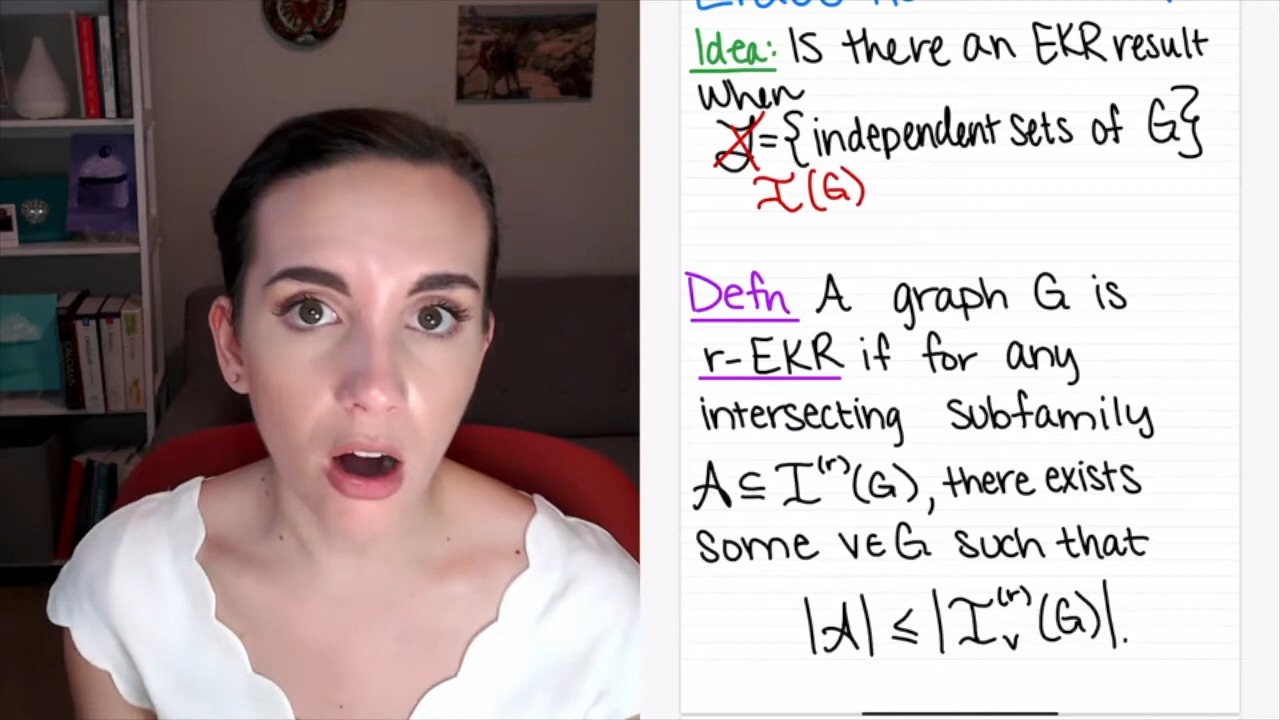 Idea: Is there an EKR result
when
I = {independent sets of G}
I(G)
Defn A graph G is
r-EKR if for any
intersecting subfamily
A ⊆ I^(r)(G), there exists
some v∈G such that
|A| ≤ |I_v^(r)(G)|.
CALCULUS